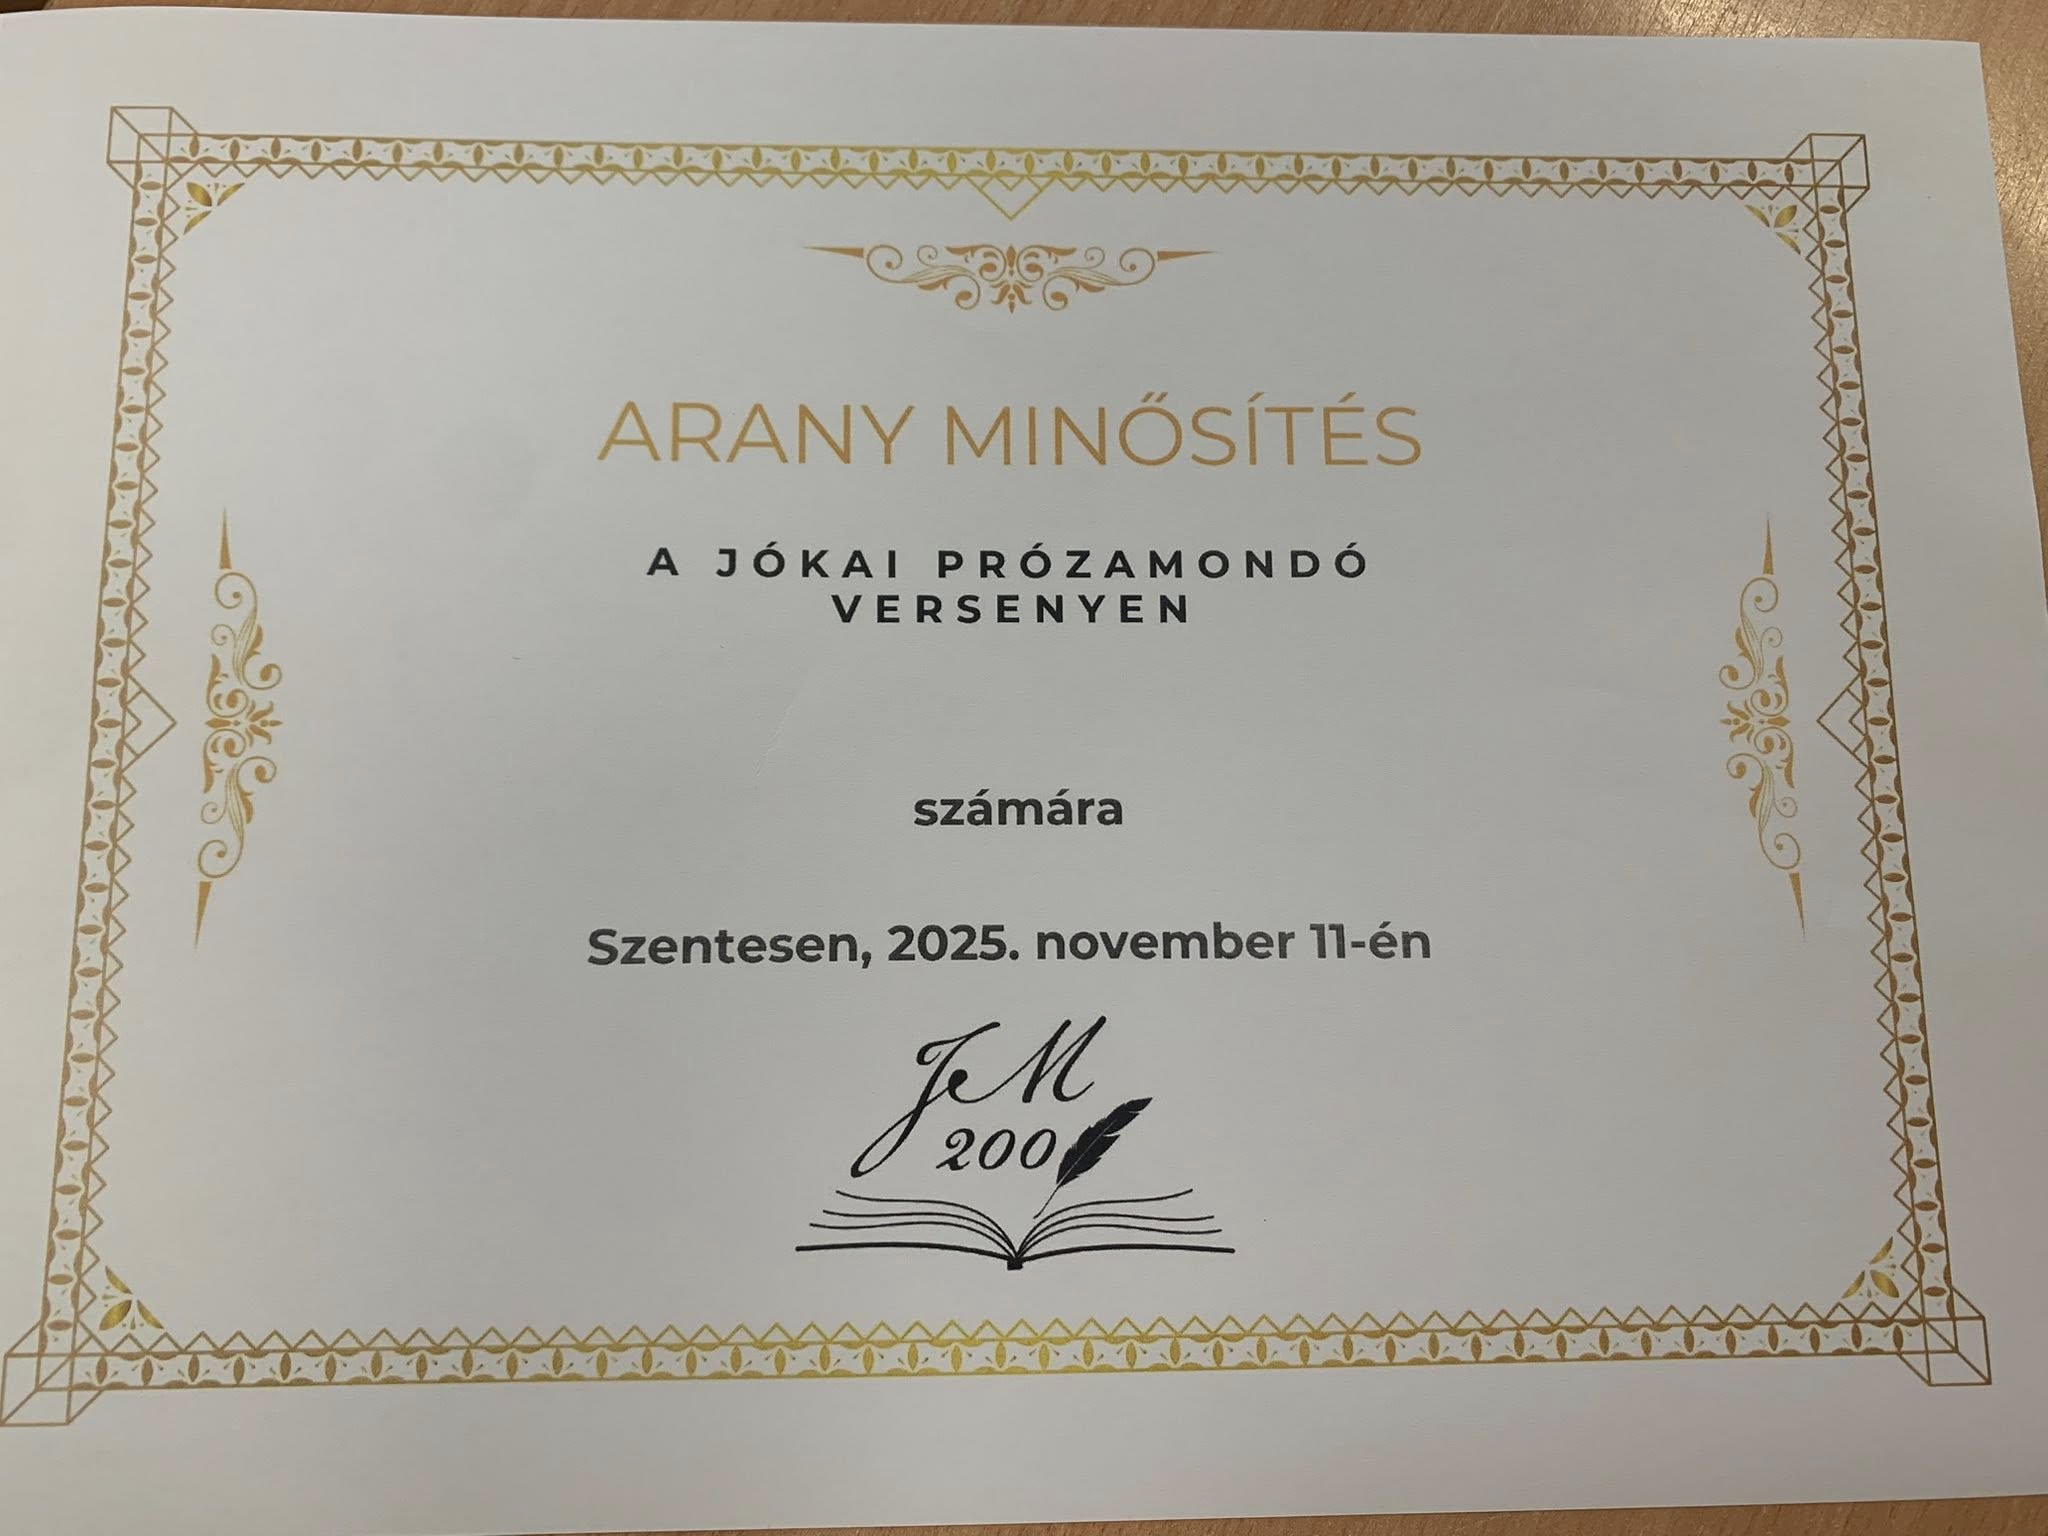 ARANY MINŐSÍTÉS
A JÓKAI PRÓZAMONDÓ
VERSENYEN
számára
Szentesen, 2025. november 11-én
JM
200